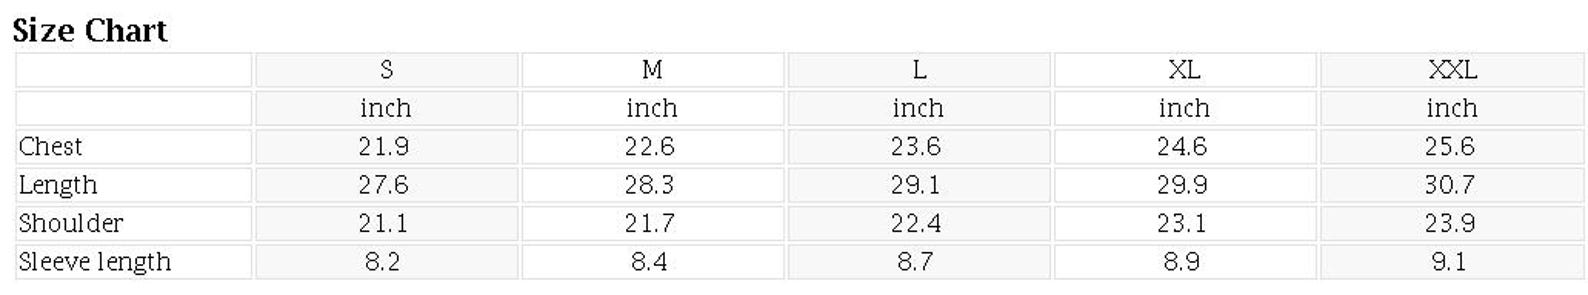 Size Chart
S M L XL XXL
inch inch inch inch inch
Chest 21.9 22.6 23.6 24.6 25.6
Length 27.6 28.3 29.1 29.9 30.7
Shoulder 21.1 21.7 22.4 23.1 23.9
Sleeve length 8.2 8.4 8.7 8.9 9.1